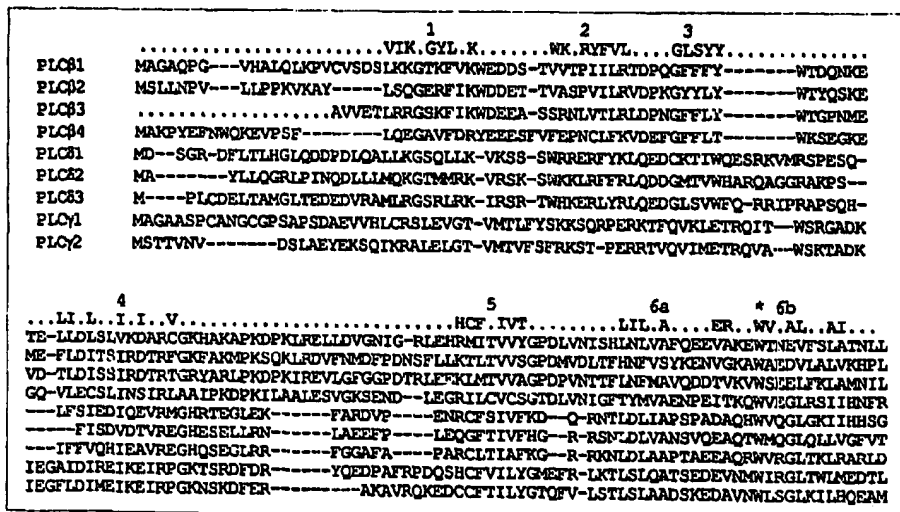 1 2 3
....................VIK.GYL.K.......WK.RYFVL.....GLSYY...............
PLCβ1 MAGAQPG---VHALQLKPVCVSDSLKKGTKFVKWEDDS-TVVTPIILRTDPQGFFFY-------WTDQNKE
PLCβ2 MSLLNPV---LLPPKVKAY-----LSQGERFIKWDDET-TVASPVILRVDPKGYYLY-------WTYQSKE
PLCβ3 ..................AVVETLRRGSKFIKWDEEA-SSRNLVTLRLDPNGFFLY-------WTGPNME
PLCβ4 MAKPYEFNWQKEVPSF---------LQEGAVFDRYEEESFVFEPNCLFKVDEFGFFLT------WKSEGKE
PLCδ1 MD--SGRD-DFLTLHGLQDDPDLQALLKGSQLLK-VKSS-SWRRERFYKLQEDCKTIWQESRKVMRSPESQ-
PLCδ2 MA------YLLQGRLPINQDLLLMQKGTMMRK-VRSK-SWKKLRFFRLQDDGMTVWHARQAGGRAKPS--
PLCδ3 M----PLCDELTAMGLTEDEDVRAMLRGSRLRK-IRSR-TWHKERLYRLQEDGLSVWFQ-RRIPRAPSQH-
PLCγ1 MAGAASPCANGCGPSAPSDAEVVHLCRSLEVGT-VMTLFYSKKSQRPERKTFQVKLETRQIT--WSRGADK
PLCγ2 MSTTVNV--------DSLAEYEKSQIKRALELGT-VMTVFSFRKST-PERRTVQVIMETRQVA--WSKTADK
4 5 6a * 6b
...LI.L..I.I..V..........................HCF.IVT.........LIL.A....ER..WV.AL..AI....
TE-LLDLSLVKDARCGKHAKAPKDPKLRELLDVGNIG-RLEHRMITVVYGPDLVNISHLNLVAFQEEVAKEWTNEVFSLATNLL
ME-FLDITSIRDTRFGKFAKMPKSQKLRDVFNMDFPDNSFLLKTLTVVSGPDMVDLTFHNFVSYKENVGKAWAEDVLALVKHPL
VD-TLDISSIRDTRTGRYARLPKDPKIREVLGFGGPDTRLEEKLMTVVAGPDPVNTTFLNFMAVQDDTVKVWSEELFKLAMNIL
GQ-VLECSLINSIRLAAIPKDPKILAALESVGKSEND--LEGRILCVCSGTDLVNIGFTYMVAENPEITKQWVEGLRSIIHNFR
---LFSIEDIQEVRMGHRTEGLEK------FARDVP----ENRCFSIVFKD--Q-RNTLDLIAPSPADAQHWVQGLGKIIHHSG
-----FISDVDTVREGHESELLRN------LAEEFP----LEQGFTIVFHG--R-RSNLDLVANSVQEAQTWMQGLQLLVGFVT
---IFFVQHIEAVREGHQSEGLRR------FGGAFA----PARCLTIAFKG--R-RKNLDLAAPTAEEAQRWVRGLTKLRARLD
IEGAIDIREIKEIRPGKTSRDFDR------YQEDPAFRPDQSHCFVILYGMEFR-LKTLSLQATSEDEVNMWIRGLTWLMEDTL
IEGFLDIMEIKEIRPGKNSKDFER---------AKAVRQKEDCCFTILYGTQFV-LSTLSLAADSKEDAVNWLSGLKILHQEAM